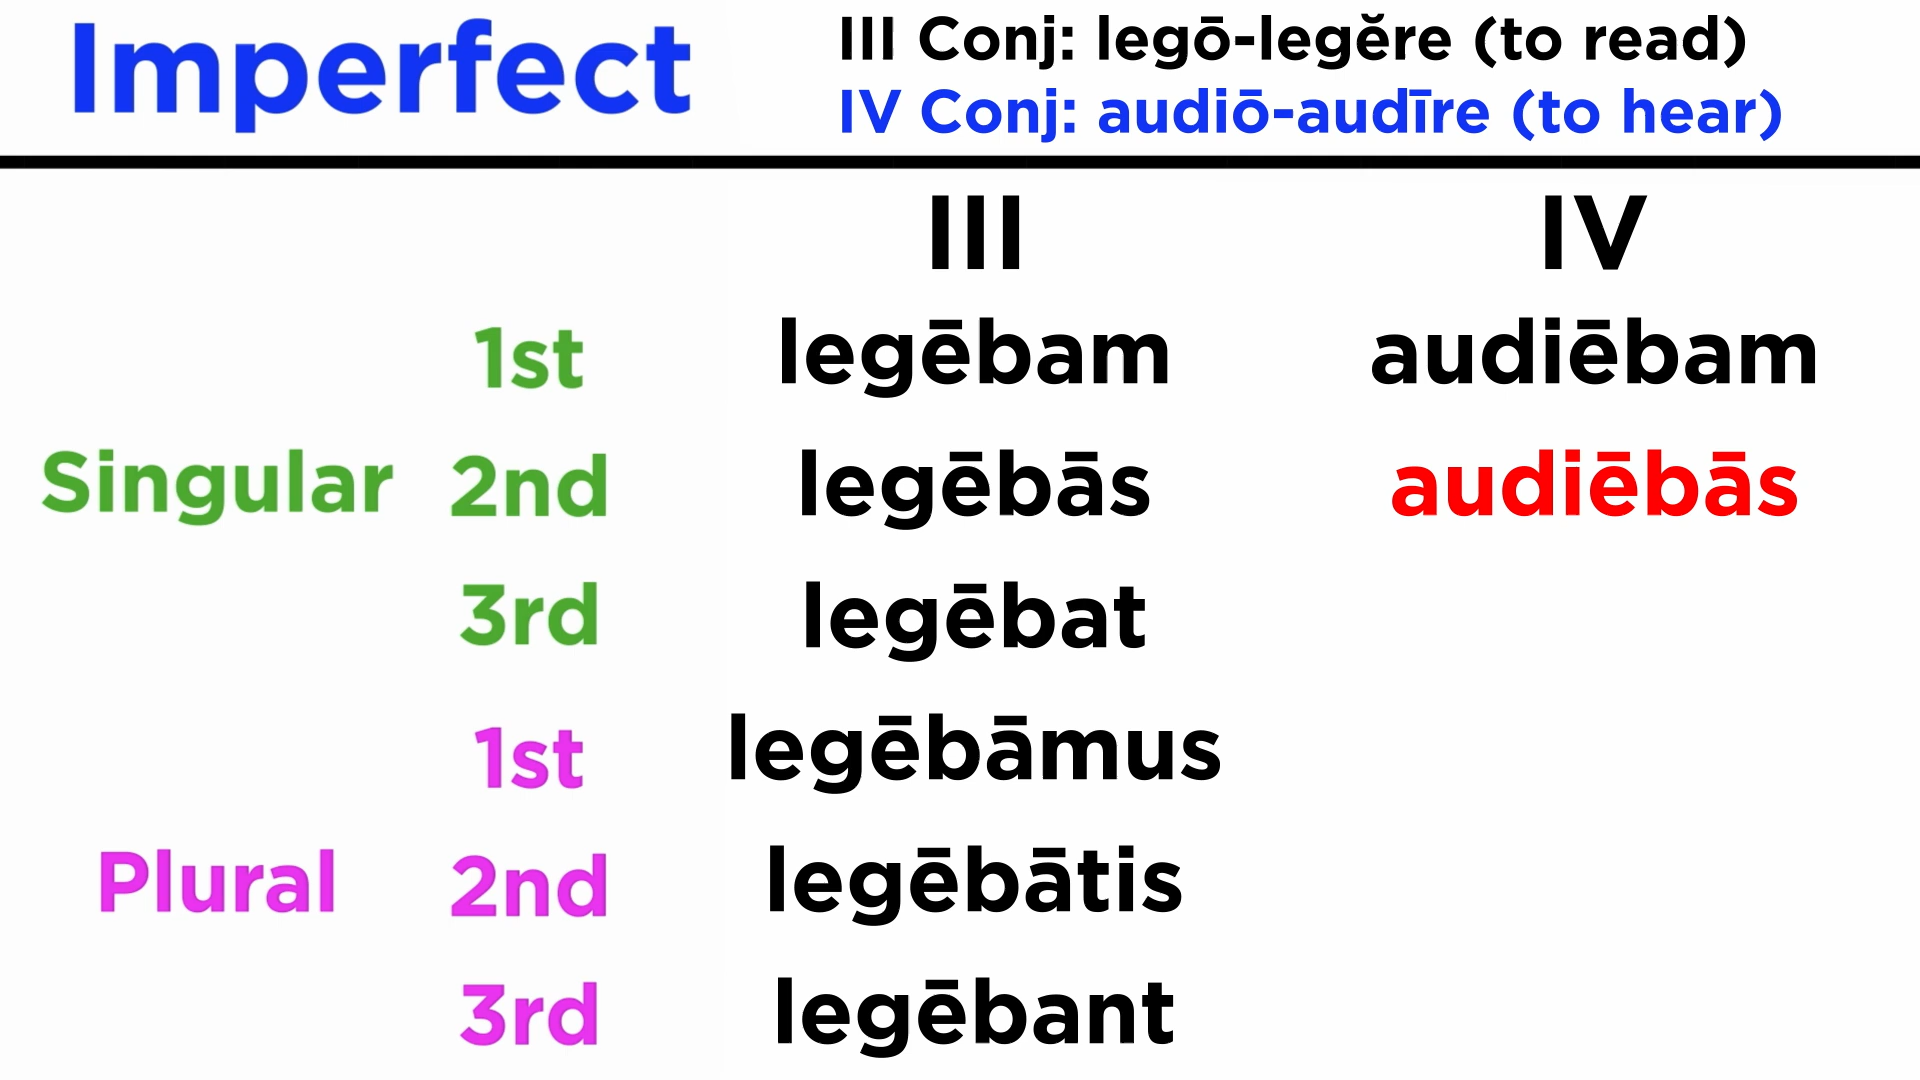 Imperfect
III Conj: legō-legĕre (to read)
IV Conj: audiō-audīre (to hear)
III IV
1st legēbam audiēbam
Singular 2nd legēbās audiēbās
3rd legēbat
1st legēbāmus
Plural 2nd legēbātis
3rd legēbant